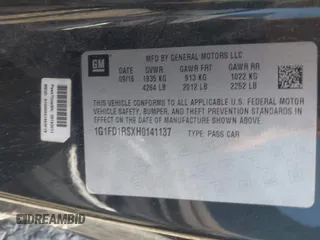 GM
MFD BY GENERAL MOTORS LLC
DATE GVWR GAWR FRT GAWR RR
09/16 1935 KG 913 KG 1022 KG
4264 LB 2012 LB 2252 LB
THIS VEHICLE CONFORMS TO ALL APPLICABLE U.S. FEDERAL MOTOR
VEHICLE SAFETY, BUMPER, AND THEFT PREVENTION STANDARDS IN
EFFECT ON THE DATE OF MANUFACTURE SHOWN ABOVE.
1G1FD1RSXH0141137 TYPE: PASS CAR
DREAMBID